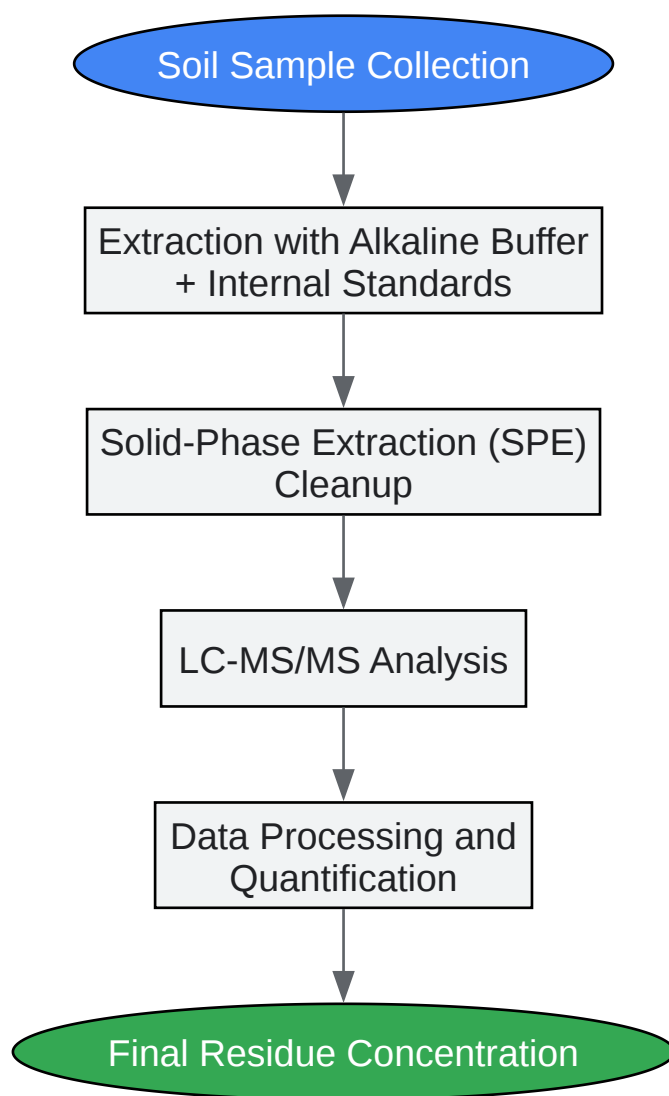 Soil Sample Collection
Extraction with Alkaline Buffer
+ Internal Standards
Solid-Phase Extraction (SPE)
Cleanup
LC-MS/MS Analysis
Data Processing and
Quantification
Final Residue Concentration